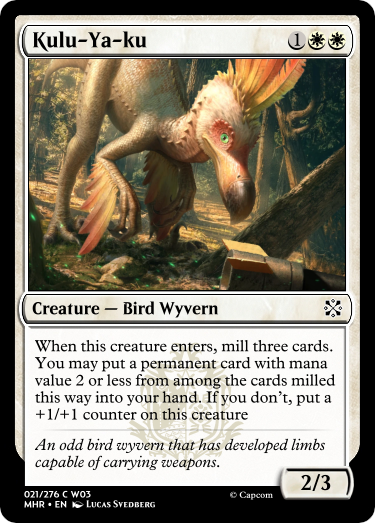 Kulu-Ya-ku 1
Creature — Bird Wyvern
When this creature enters, mill three cards.
You may put a permanent card with mana
value 2 or less from among the cards milled
this way into your hand. If you don't, put a
+1/+1 counter on this creature
An odd bird wyvern that has developed limbs
capable of carrying weapons.
2/3
021/276 C W03
MHR • EN Lucas Svedberg
© Capcom